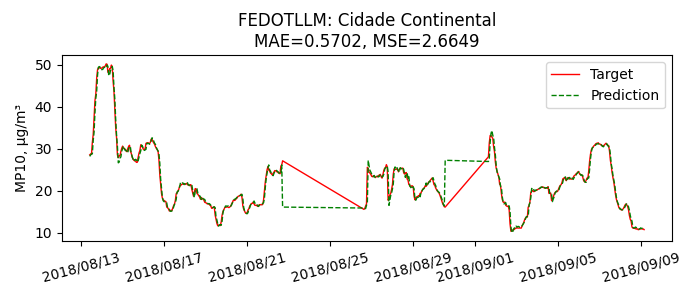 FEDOTLLM: Cidade Continental
MAE=0.5702, MSE=2.6649
MP10, µg/m³
50
40
30
20
10
Target
Prediction
2018/08/13
2018/08/17
2018/08/21
2018/08/25
2018/08/29
2018/09/01
2018/09/05
2018/09/09